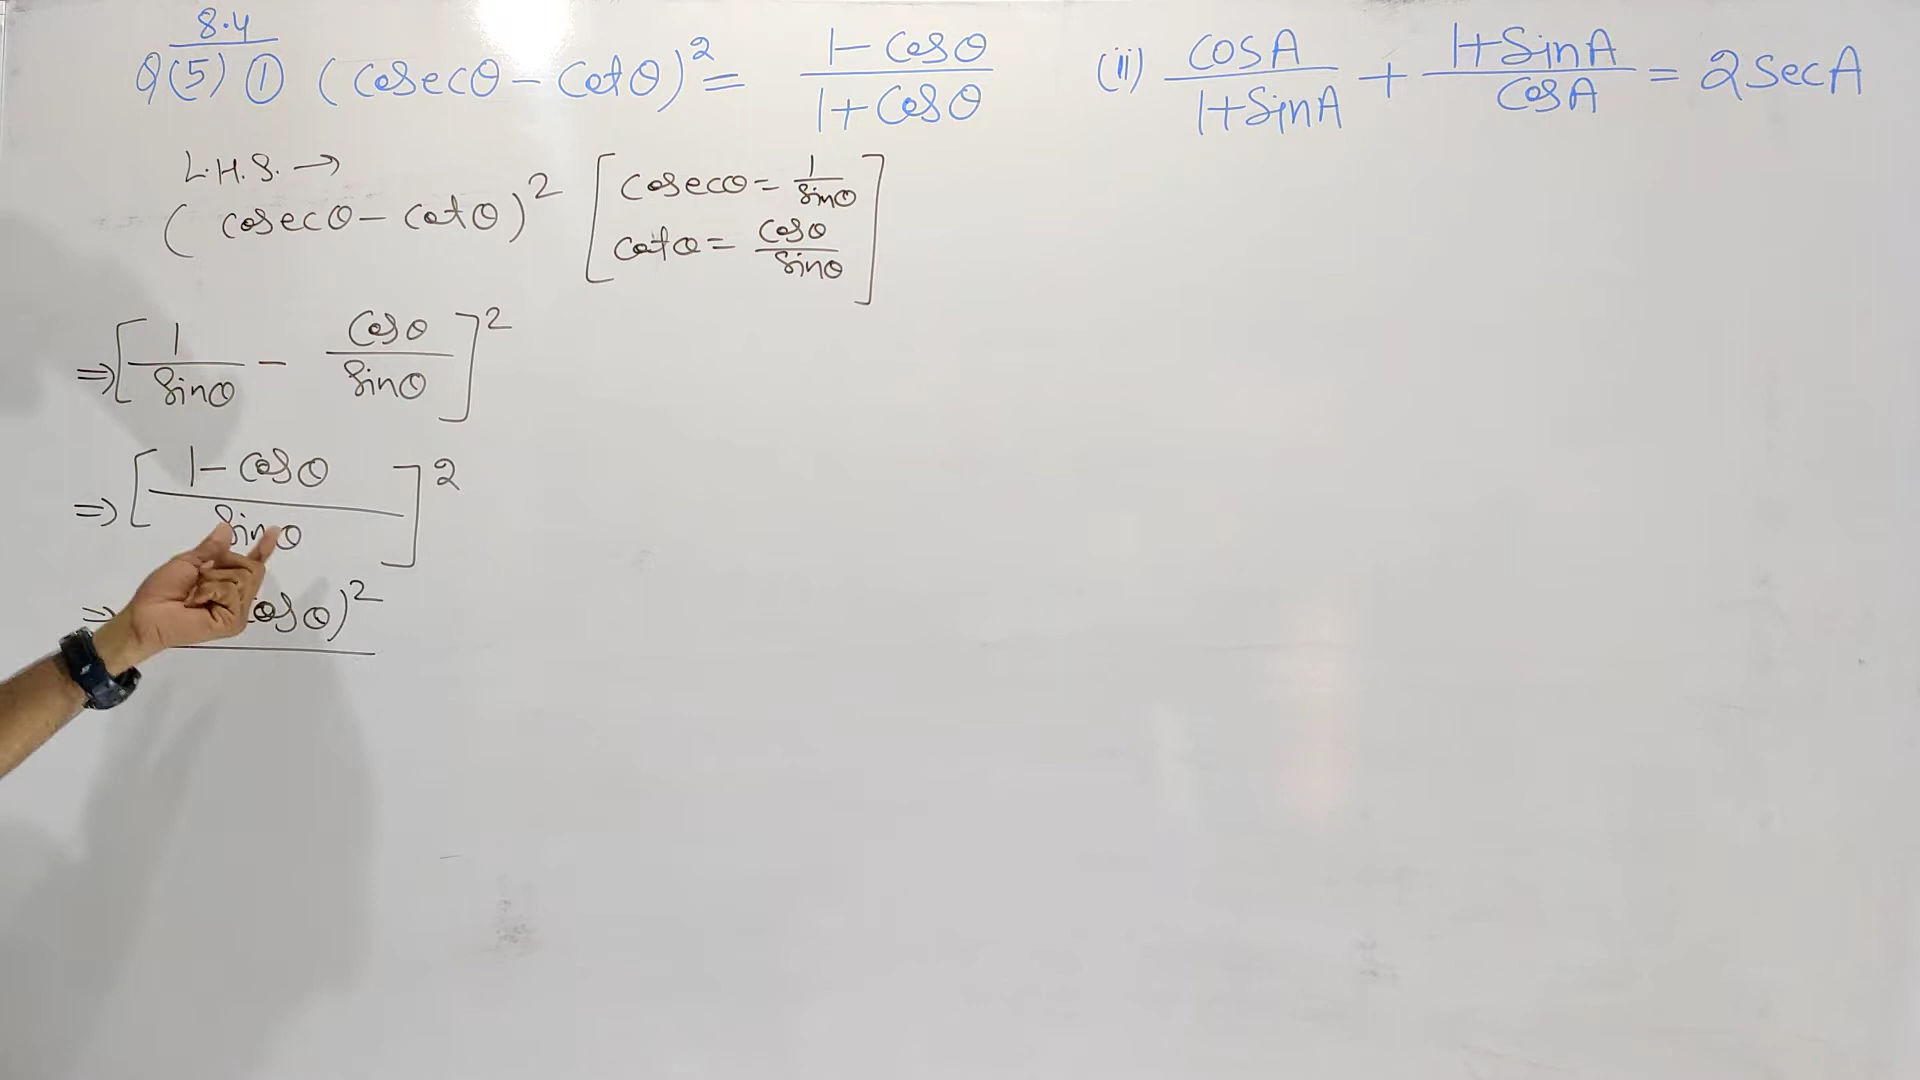 8.4
Q(5) ① (cosecθ - cotθ)² = (1 - cosθ)/(1 + cosθ)
(ii) cosA/(1+sinA) + (1+sinA)/cosA = 2secA
L.H.S. →
(cosecθ - cotθ)² [cosecθ = 1/sinθ
cotθ = cosθ/sinθ]
⇒ [1/sinθ - cosθ/sinθ]²
⇒ [(1 - cosθ)/sinθ]²
⇒ cosθ)²